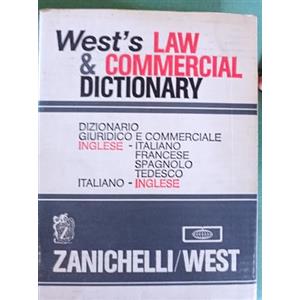 West's LAW
& COMMERCIAL
DICTIONARY
DIZIONARIO
GIURIDICO E COMMERCIALE
INGLESE - ITALIANO
FRANCESE
SPAGNOLO
TEDESCO
ITALIANO - INGLESE
ZANICHELLI/WEST